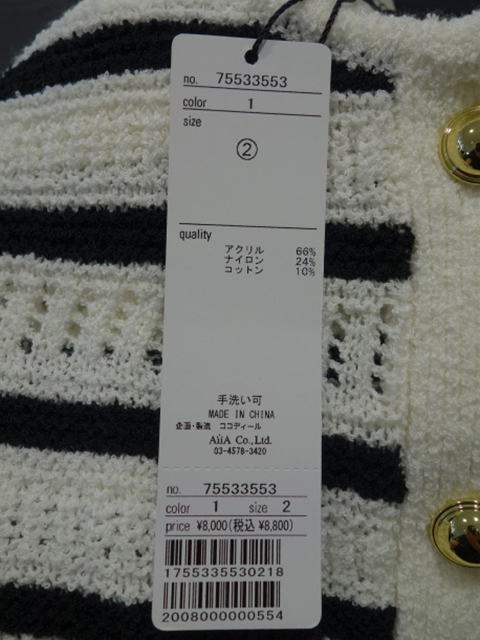 no. 75533553
color 1
size
②
quality
アクリル 66%
ナイロン 24%
コットン 10%
手洗い可
MADE IN CHINA
企画・製造 ココディール
AiiA Co.,Ltd.
03-4578-3420
no. 75533553
color 1 size 2
price ¥8,000(税込 ¥8,800)
1755335530218
2008000000554